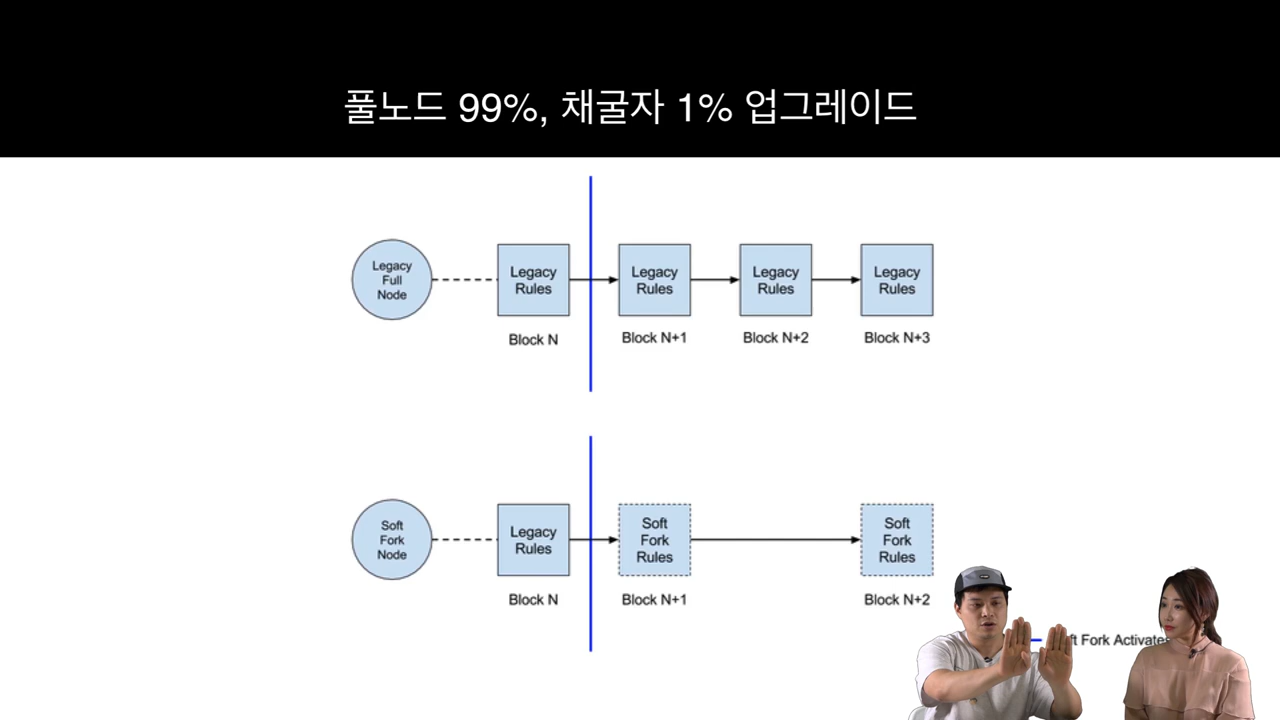 풀노드 99%, 채굴자 1% 업그레이드
Legacy
Full
Node
Legacy
Rules
Legacy
Rules
Legacy
Rules
Legacy
Rules
Block N
Block N+1
Block N+2
Block N+3
Soft
Fork
Node
Legacy
Rules
Soft
Fork
Rules
Soft
Fork
Rules
Block N
Block N+1
Block N+2
Fork Activates